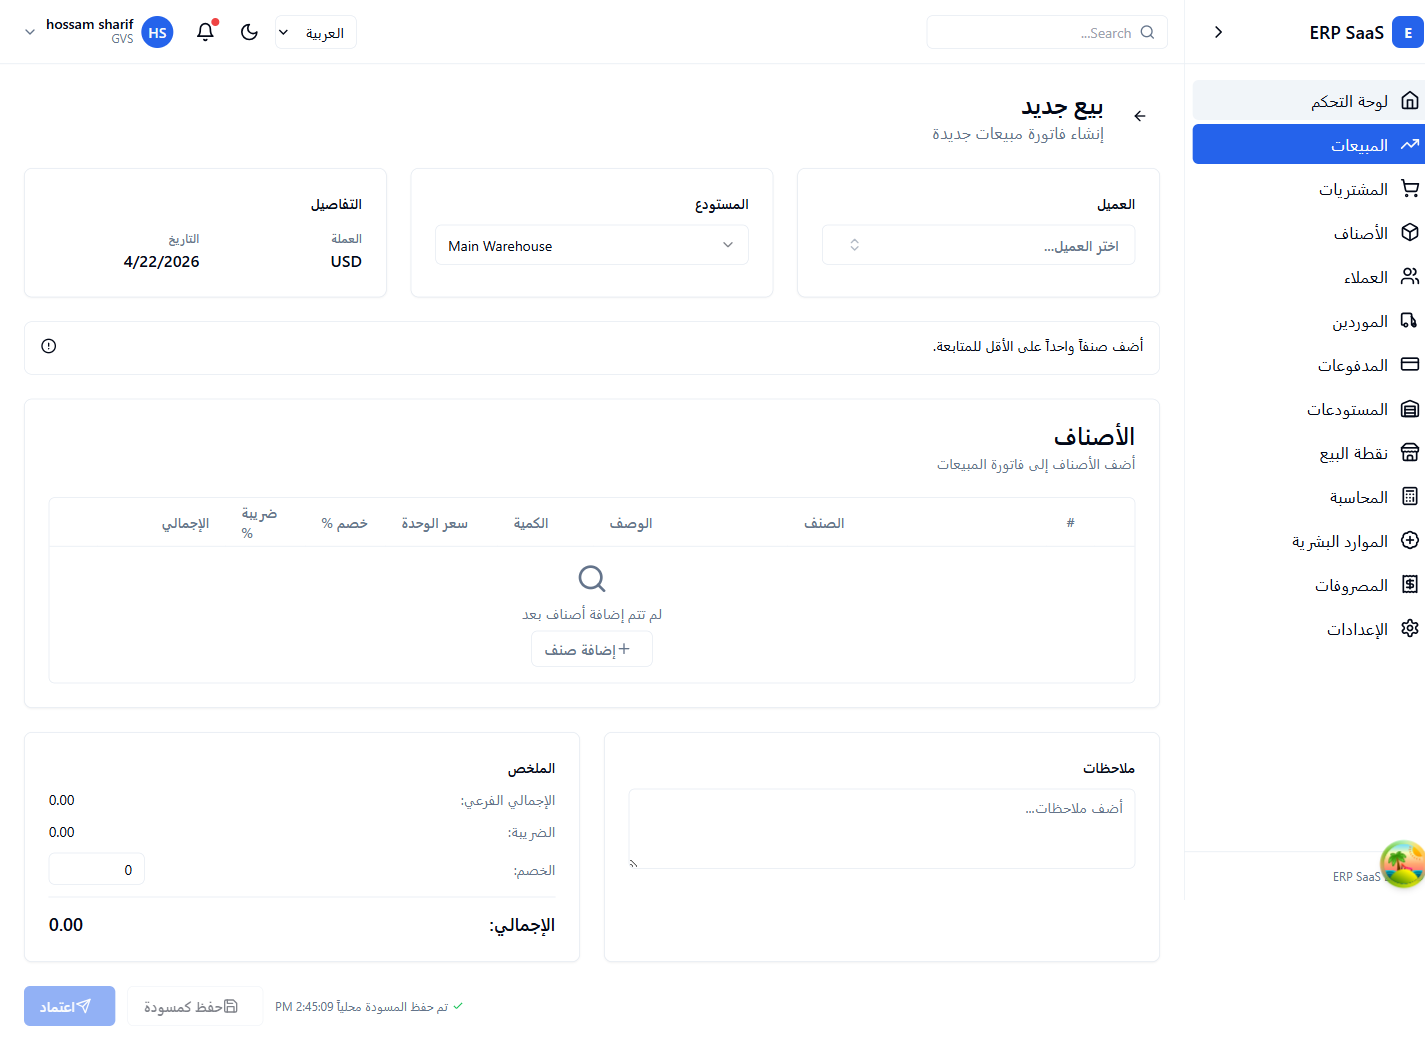 ERP SaaS
E
Search...
العربية
HS
hossam sharif
GVS
لوحة التحكم
المبيعات
المشتريات
الأصناف
العملاء
الموردين
المدفوعات
المستودعات
نقطة البيع
المحاسبة
الموارد البشرية
المصروفات
الإعدادات
ERP SaaS
بيع جديد
إنشاء فاتورة مبيعات جديدة
العميل
اختر العميل...
المستودع
Main Warehouse
التفاصيل
العملة
التاريخ
USD
4/22/2026
أضف صنفاً واحداً على الأقل للمتابعة.
الأصناف
أضف الأصناف إلى فاتورة المبيعات
# الصنف الوصف الكمية سعر الوحدة خصم % ضريبة % الإجمالي
لم تتم إضافة أصناف بعد
إضافة صنف
ملاحظات
أضف ملاحظات...
الملخص
الإجمالي الفرعي: 0.00
الضريبة: 0.00
الخصم: 0
الإجمالي: 0.00
تم حفظ المسودة محلياً 2:45:09 PM
حفظ كمسودة
اعتماد